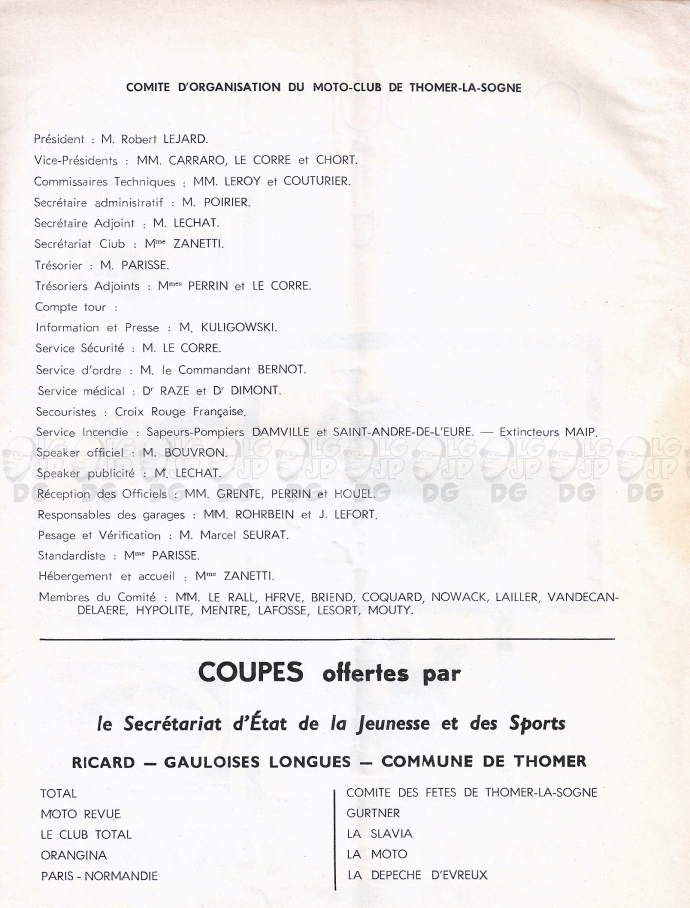 COMITE D'ORGANISATION DU MOTO-CLUB DE THOMER-LA-SOGNE
Président : M. Robert LEJARD.
Vice-Présidents : MM. CARRARO, LE CORRE et CHORT.
Commissaires Techniques : MM. LEROY et COUTURIER.
Secrétaire administratif : M. POIRIER.
Secrétaire Adjoint : M. LECHAT.
Secrétariat Club : Mme ZANETTI.
Trésorier : M. PARISSE.
Trésoriers Adjoints : Mmes PERRIN et LE CORRE.
Compte tour :
Information et Presse : M. KULIGOWSKI.
Service Sécurité : M. LE CORRE.
Service d'ordre : M. le Commandant BERNOT.
Service médical : Dr RAZE et Dr DIMONT.
Secouristes : Croix Rouge Française.
Service Incendie : Sapeurs-Pompiers DAMVILLE et SAINT-ANDRE-DE-L'EURE. — Extincteurs MAIP.
Speaker officiel : M. BOUVRON.
Speaker publicité : M. LECHAT.
Réception des Officiels : MM. GRENTE, PERRIN et HOUEL.
Responsables des garages : MM. ROHRBEIN et J. LEFORT.
Pesage et Vérification : M. Marcel SEURAT.
Standardiste : Mme PARISSE.
Hébergement et accueil : Mme ZANETTI.
Membres du Comité : MM. LE RALL, HFRVE, BRIEND, COQUARD, NOWACK, LAILLER, VANDECAN-
DELAERE, HYPOLITE, MENTRE, LAFOSSE, LESORT, MOUTY.
COUPES offertes par
le Secrétariat d'État de la Jeunesse et des Sports
RICARD — GAULOISES LONGUES — COMMUNE DE THOMER
TOTAL
MOTO REVUE
LE CLUB TOTAL
ORANGINA
PARIS - NORMANDIE
COMITE DES FETES DE THOMER-LA-SOGNE
GURTNER
LA SLAVIA
LA MOTO
LA DEPECHE D'EVREUX